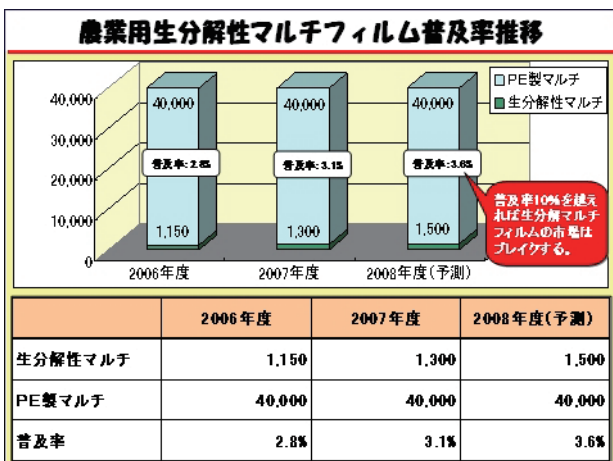 農業用生分解性マルチフィルム普及率推移
PE製マルチ
生分解性マルチ
40,000
30,000
20,000
10,000
0
40,000
40,000
40,000
普及率:2.8%
普及率:3.1%
普及率:3.6%
1,150
1,300
1,500
普及率10%を越え
れば生分解マルチ
フィルムの市場は
ブレイクする。
2006年度
2007年度
2008年度(予測)
2006年度 2007年度 2008年度(予測)
生分解性マルチ 1,150 1,300 1,500
PE製マルチ 40,000 40,000 40,000
普及率 2.8% 3.1% 3.6%